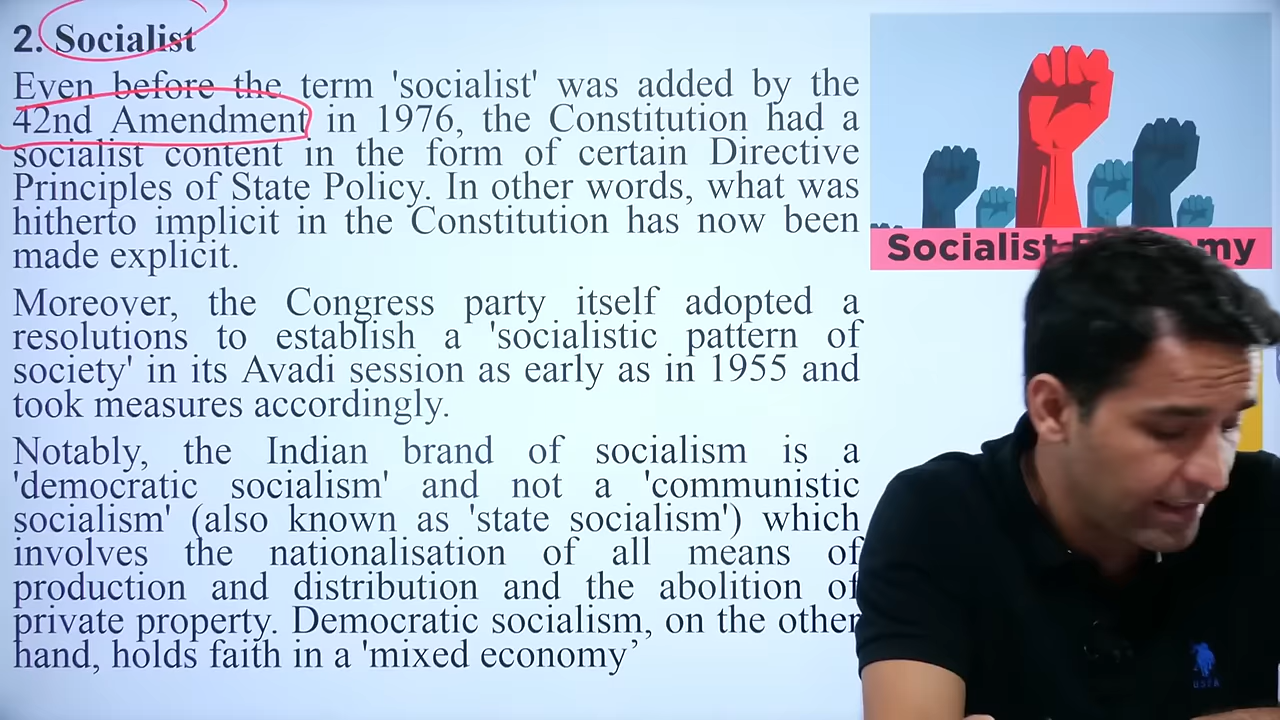 2. Socialist
Even before the term 'socialist' was added by the
42nd Amendment in 1976, the Constitution had a
socialist content in the form of certain Directive
Principles of State Policy. In other words, what was
hitherto implicit in the Constitution has now been
made explicit.
Moreover, the Congress party itself adopted a
resolutions to establish a 'socialistic pattern of
society' in its Avadi session as early as in 1955 and
took measures accordingly.
Notably, the Indian brand of socialism is a
'democratic socialism' and not a 'communistic
socialism' (also known as 'state socialism') which
involves the nationalisation of all means of
production and distribution and the abolition of
private property. Democratic socialism, on the other
hand, holds faith in a 'mixed economy’
Socialist
USPA